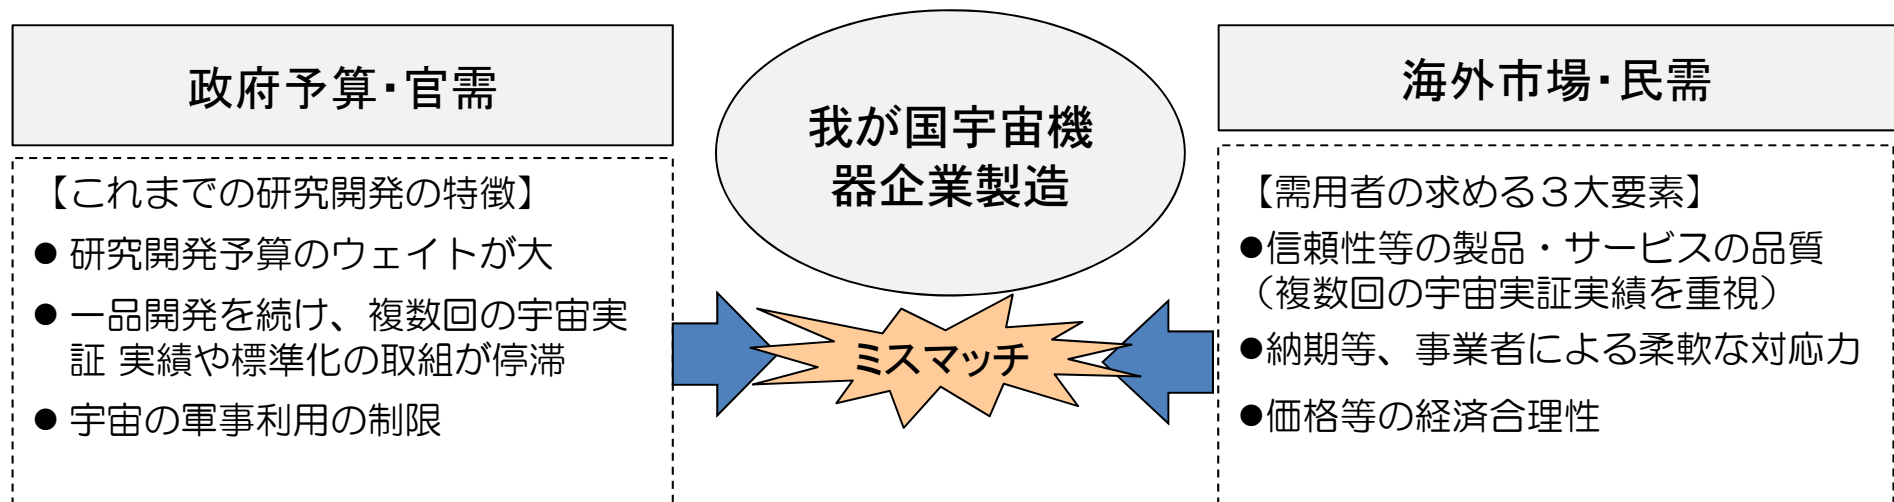 政府予算・官需
【これまでの研究開発の特徴】
● 研究開発予算のウェイトが大
● 一品開発を続け、複数回の宇宙実
証 実績や標準化の取組が停滞
● 宇宙の軍事利用の制限
我が国宇宙機
器企業製造
ミスマッチ
海外市場・民需
【需用者の求める３大要素】
●信頼性等の製品・サービスの品質
（複数回の宇宙実証実績を重視）
●納期等、事業者による柔軟な対応力
●価格等の経済合理性